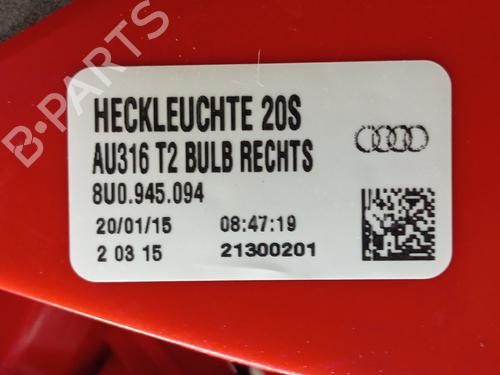 B-PARTS
HECKLEUCHTE 20S
AU316 T2 BULB RECHTS
8U0.945.094
20/01/15 08:47:19
2 03 15 21300201